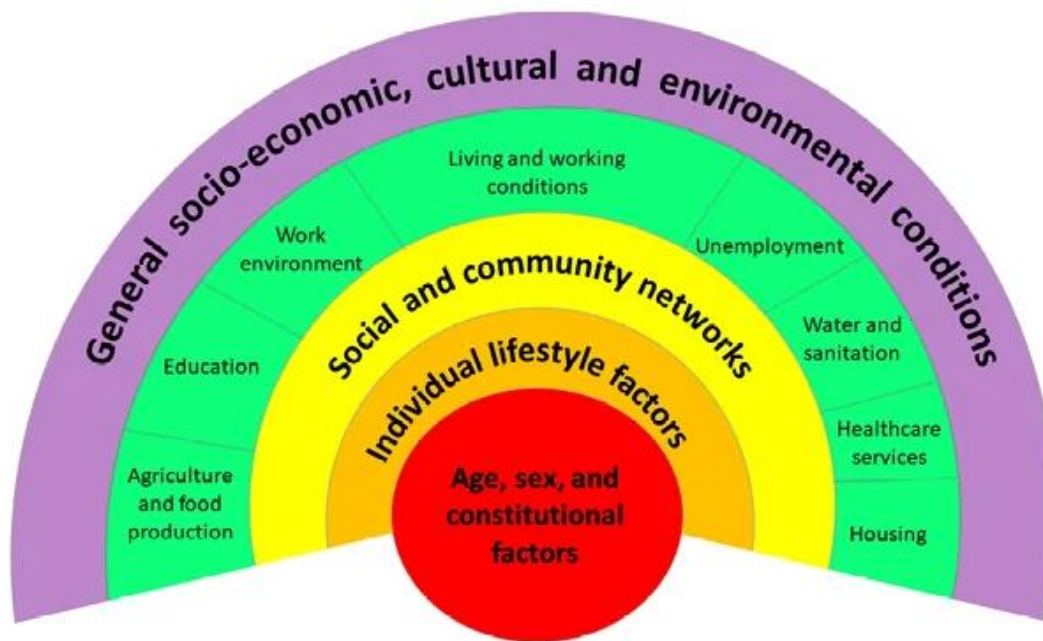 General socio-economic, cultural and environmental conditions
Living and working
conditions
Work
environment
Unemployment
Education
Water and
sanitation
Agriculture
and food
production
Healthcare
services
Housing
Social and community networks
Individual lifestyle factors
Age, sex, and
constitutional
factors